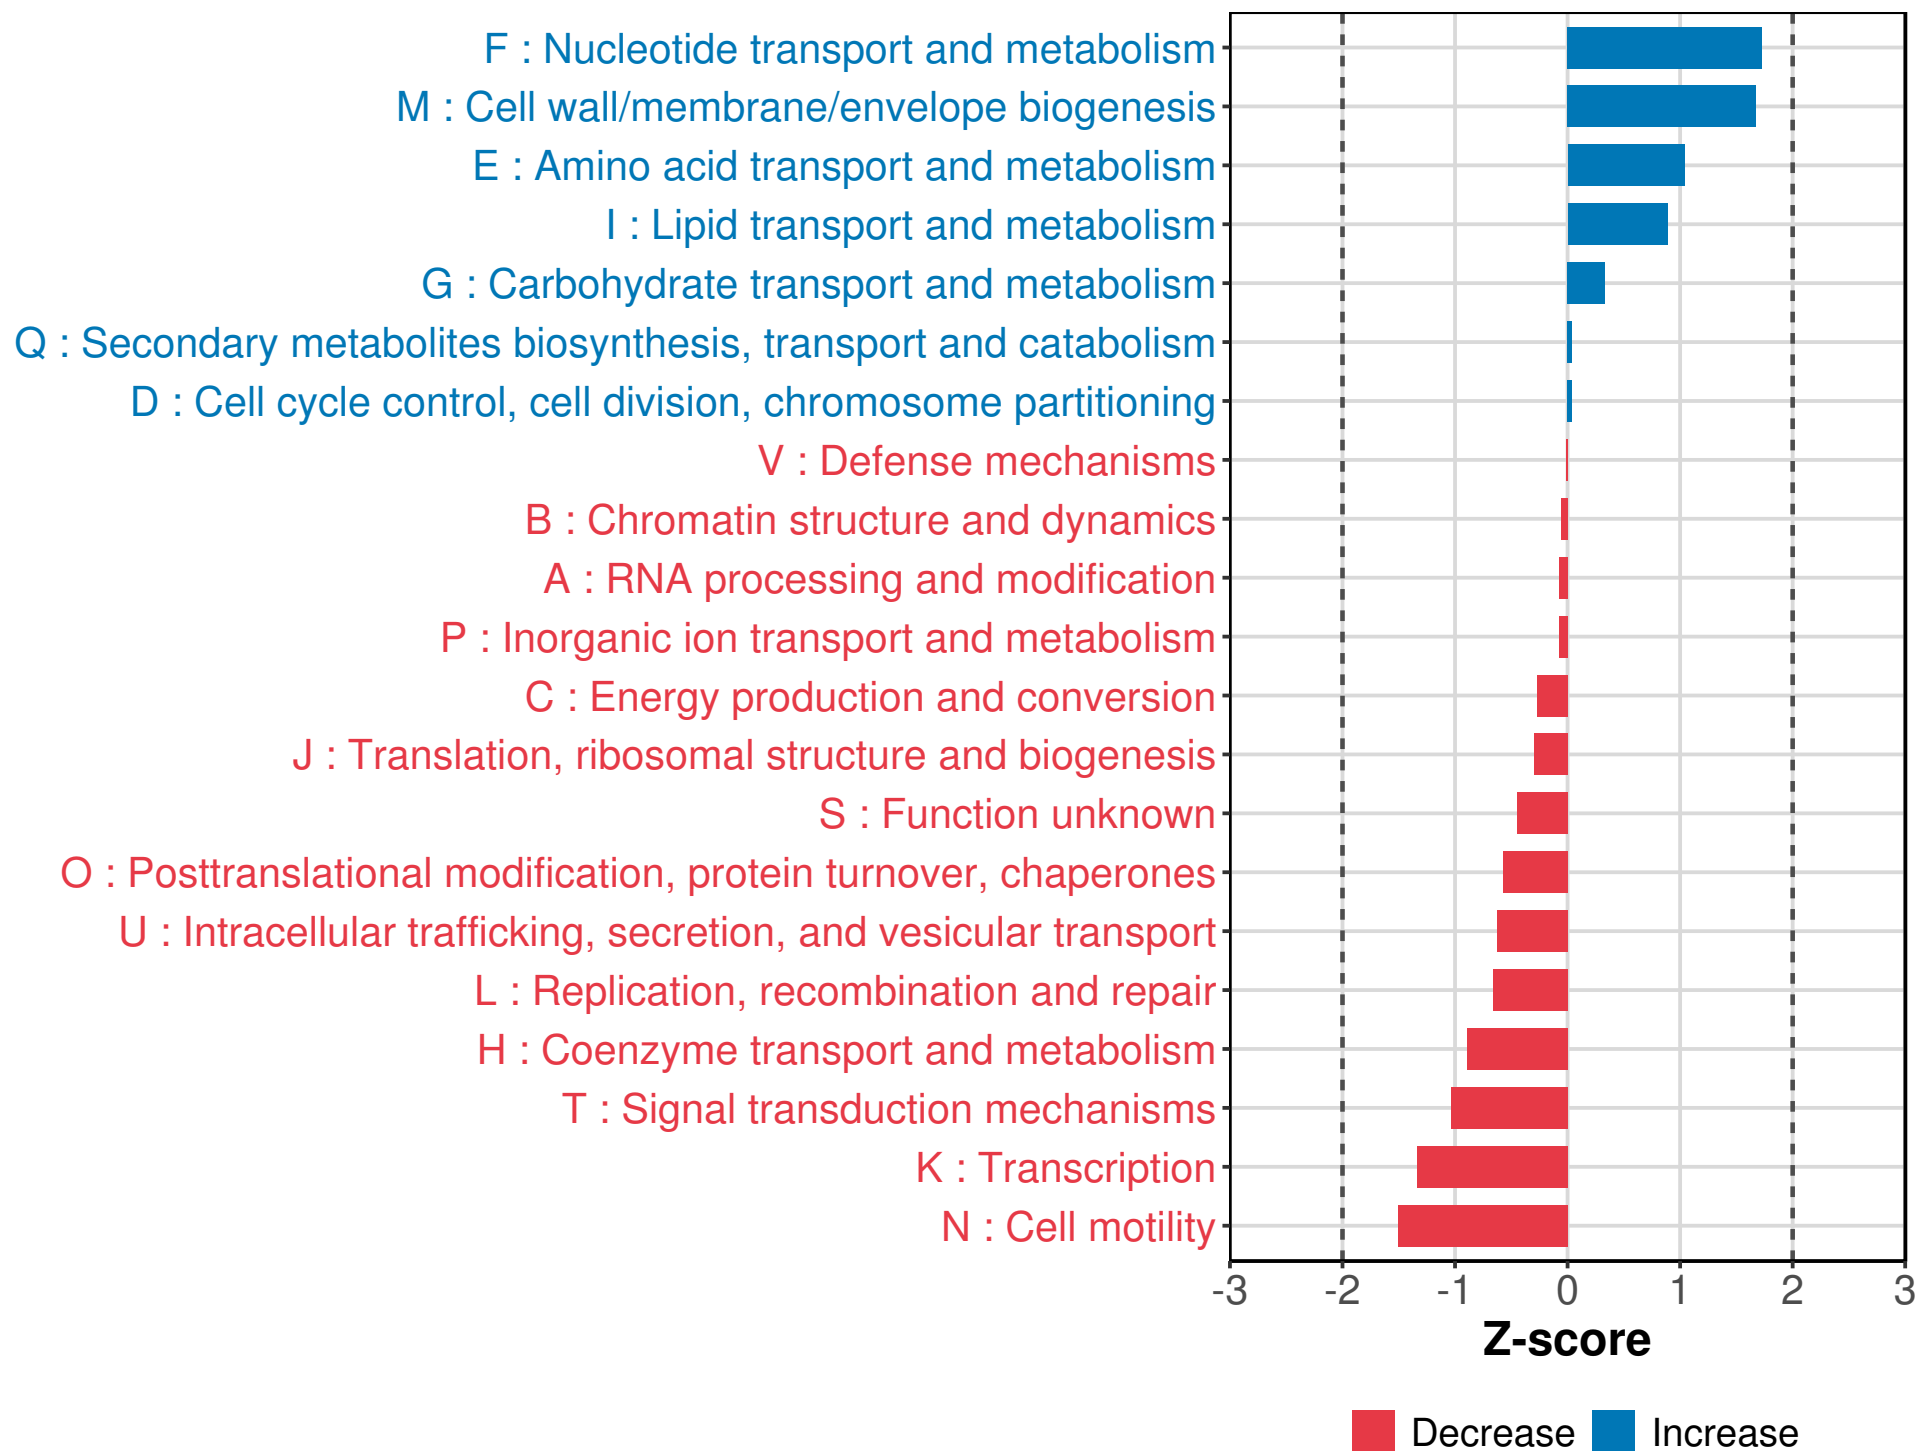 F : Nucleotide transport and metabolism
M : Cell wall/membrane/envelope biogenesis
E : Amino acid transport and metabolism
I : Lipid transport and metabolism
G : Carbohydrate transport and metabolism
Q : Secondary metabolites biosynthesis, transport and catabolism
D : Cell cycle control, cell division, chromosome partitioning
V : Defense mechanisms
B : Chromatin structure and dynamics
A : RNA processing and modification
P : Inorganic ion transport and metabolism
C : Energy production and conversion
J : Translation, ribosomal structure and biogenesis
S : Function unknown
O : Posttranslational modification, protein turnover, chaperones
U : Intracellular trafficking, secretion, and vesicular transport
L : Replication, recombination and repair
H : Coenzyme transport and metabolism
T : Signal transduction mechanisms
K : Transcription
N : Cell motility
-3 -2 -1 0 1 2 3
Z-score
Decrease Increase